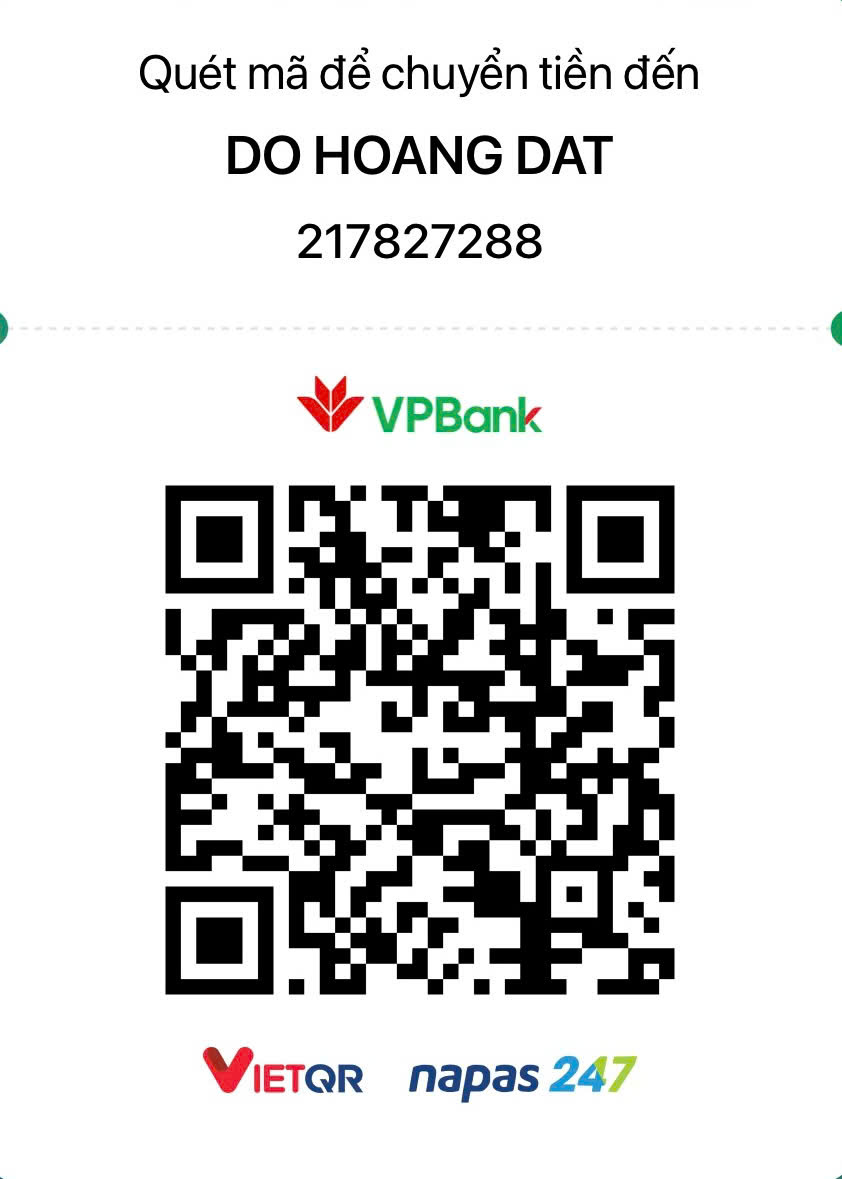 Quét mã để chuyển tiền đến
DO HOANG DAT
217827288
VPBank
VIETQR napas 247